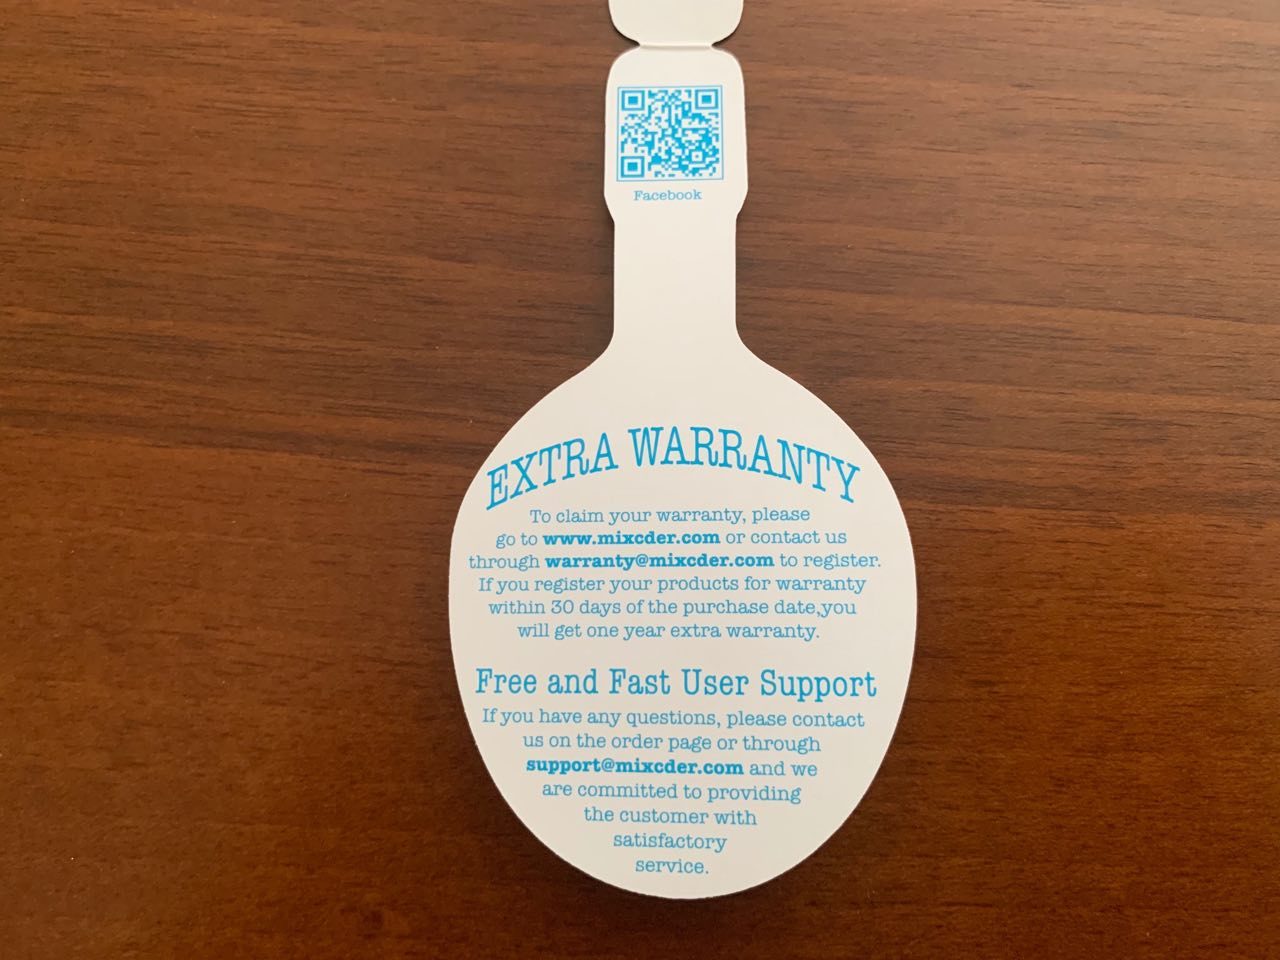 Facebook
EXTRA WARRANTY
To claim your warranty, please
go to www.mixcder.com or contact us
through warranty@mixcder.com to register.
If you register your products for warranty
within 30 days of the purchase date,you
will get one year extra warranty.
Free and Fast User Support
If you have any questions, please contact
us on the order page or through
support@mixcder.com and we
are committed to providing
the customer with
satisfactory
service.